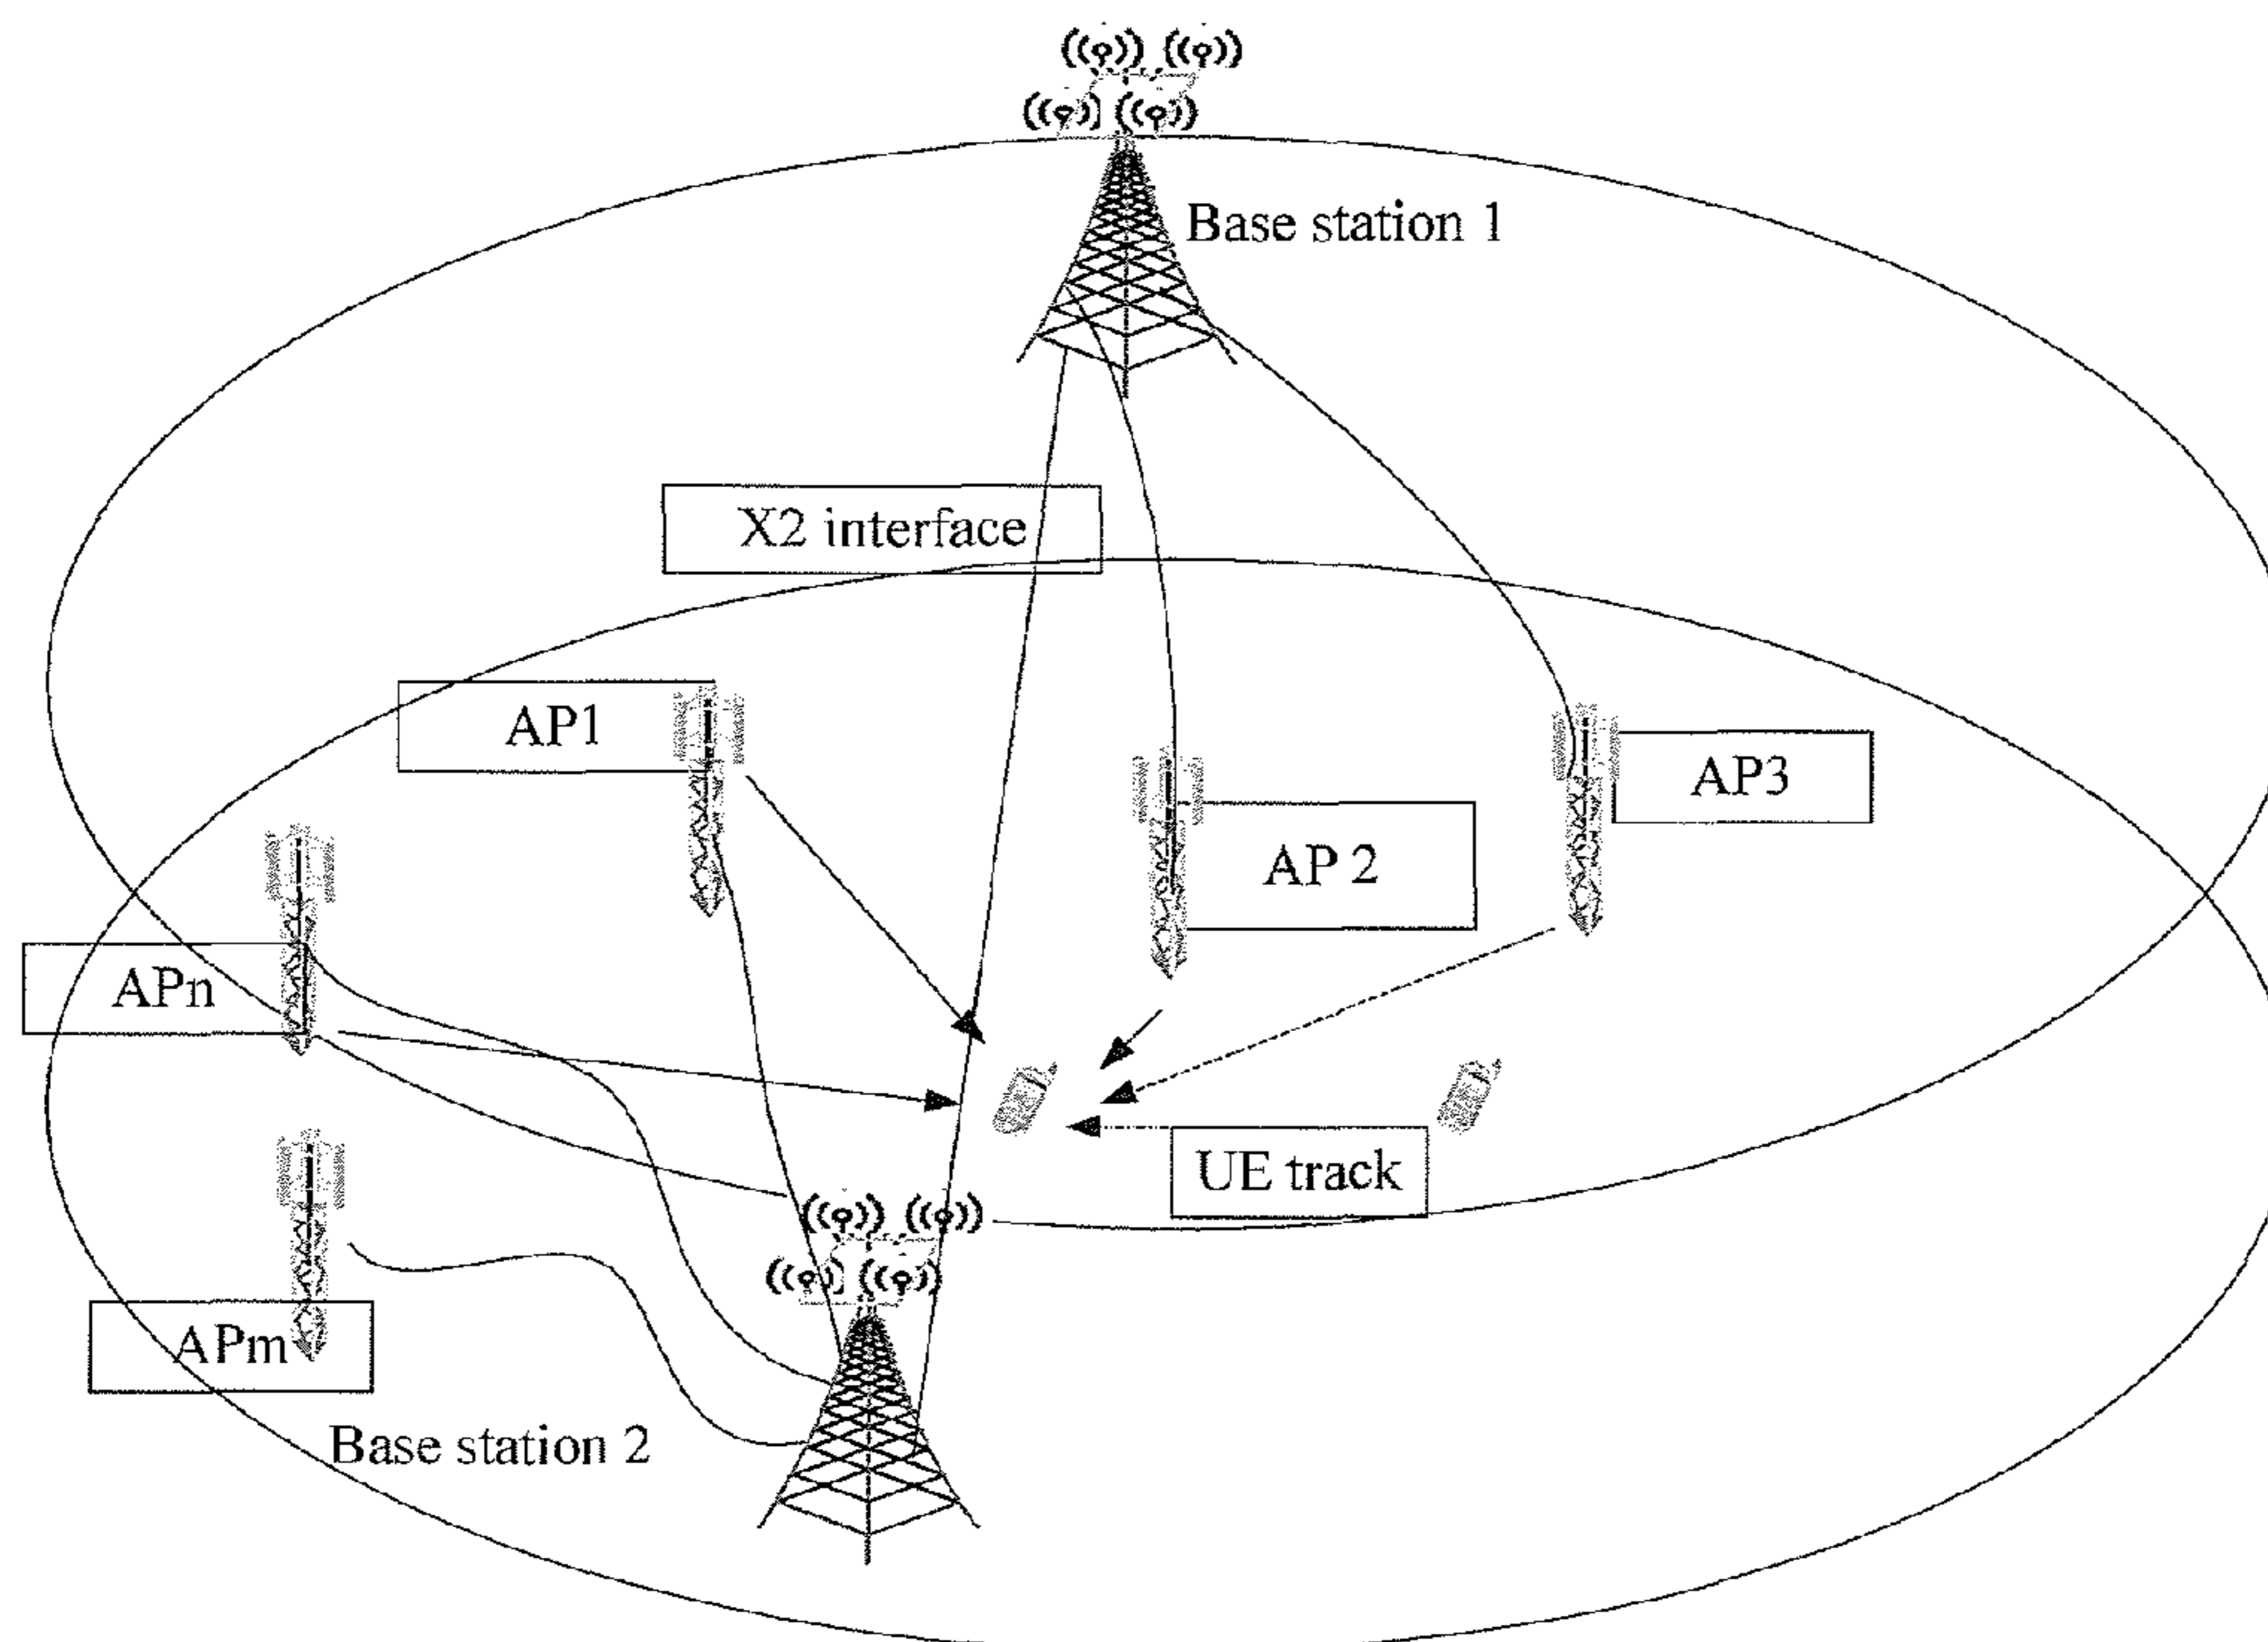 Base station 1
X2 interface
AP1
AP3
AP 2
APn
UE track
APm
Base station 2